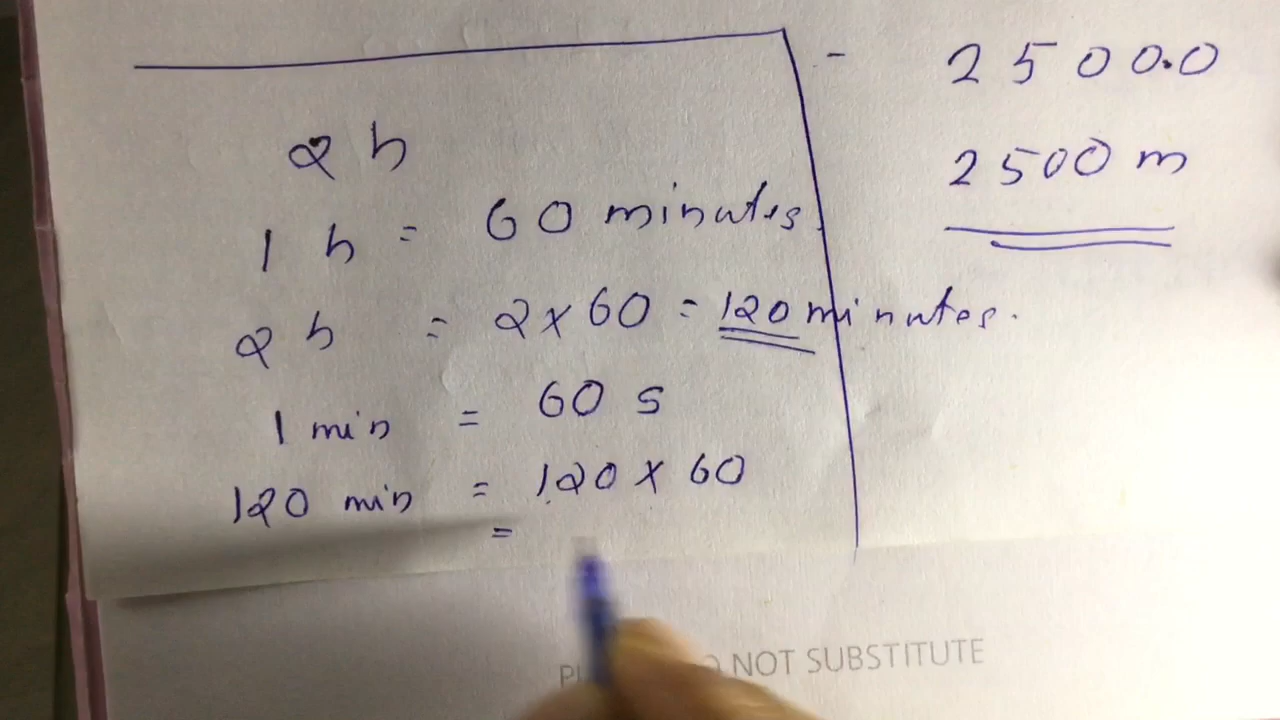 2500.0
2500 m
2 h
1 h = 60 minutes.
2 h = 2 x 60 = 120 minutes.
1 min = 60 s
120 min = 120 x 60
=
NOT SUBSTITUTE